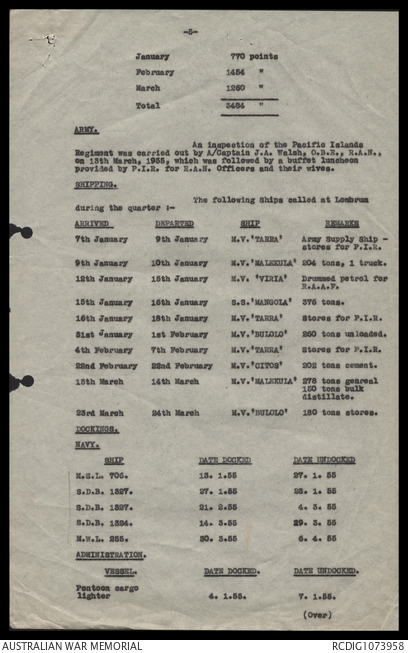 -5-
January 770 points
February 1454 "
March 1260 "
Total 3484 "
ARMY.
An inspection of the Pacific Islands
Regiment was carried out by A/Captain J.A. Walsh, O.B.E., R.A.N.,
on 13th March, 1955, which was followed by a buffet luncheon
provided by P.I.R. for R.A.N. Officers and their wives.
SHIPPING.
The following Ships called at Lombrum
during the quarter :-
ARRIVED DEPARTED SHIP REMARKS
7th January 9th January M.V.'TARRA' Army Supply Ship -
stores for P.I.R.
9th January 10th January M.V.'MALEKULA' 204 tons, 1 truck.
12th January 15th January M.V. 'VIRIA' Drummed petrol for
R.A.A.F.
15th January 16th January S.S.'MANGOLA' 376 tons.
16th January 18th January M.V.'TARRA' Stores for P.I.R.
31st January 1st February M.V.'BULOLO' 260 tons unloaded.
4th February 7th February M.V.'TARRA' Stores for P.I.R.
22nd February 22nd February M.V.'CITOS' 202 tons cement.
13th March 14th March M.V.'MALEKULA' 278 tons general
130 tons bulk
distillate.
23rd March 24th March M.V.'BULOLO' 180 tons stores.
DOCKINGS.
NAVY.
SHIP DATE DOCKED DATE UNDOCKED
M.S.L. 706. 13. 1.55 27. 1. 55
S.D.B. 1327. 27. 1.55 28. 1. 55
S.D.B. 1327. 21. 2.55 4. 3. 55
S.D.B. 1324. 14. 3.55 29. 3. 55
M.W.L. 255. 30. 3.55 6. 4. 55
ADMINISTRATION.
VESSEL. DATE DOCKED. DATE UNDOCKED.
Pontoon cargo
lighter 4. 1.55. 7. 1.55.
(Over)
AUSTRALIAN WAR MEMORIAL RCDIG1073958